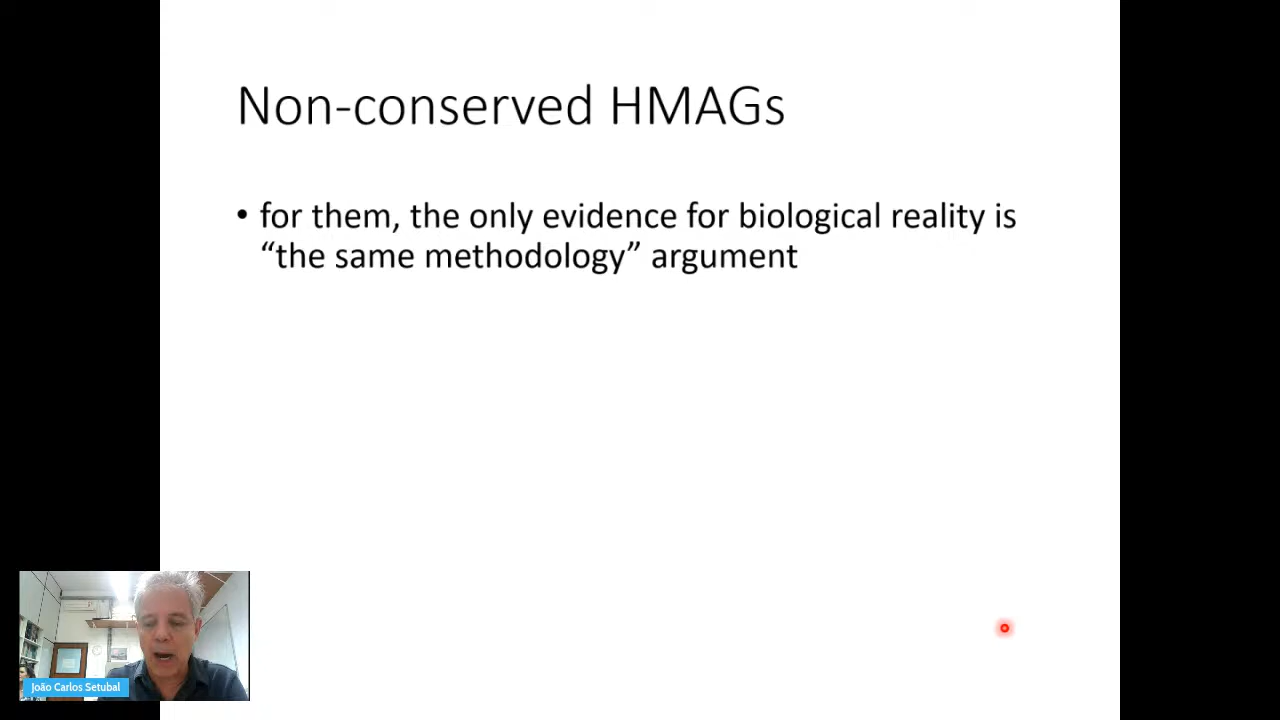 Non-conserved HMAGs
• for them, the only evidence for biological reality is
“the same methodology” argument
João Carlos Setubal